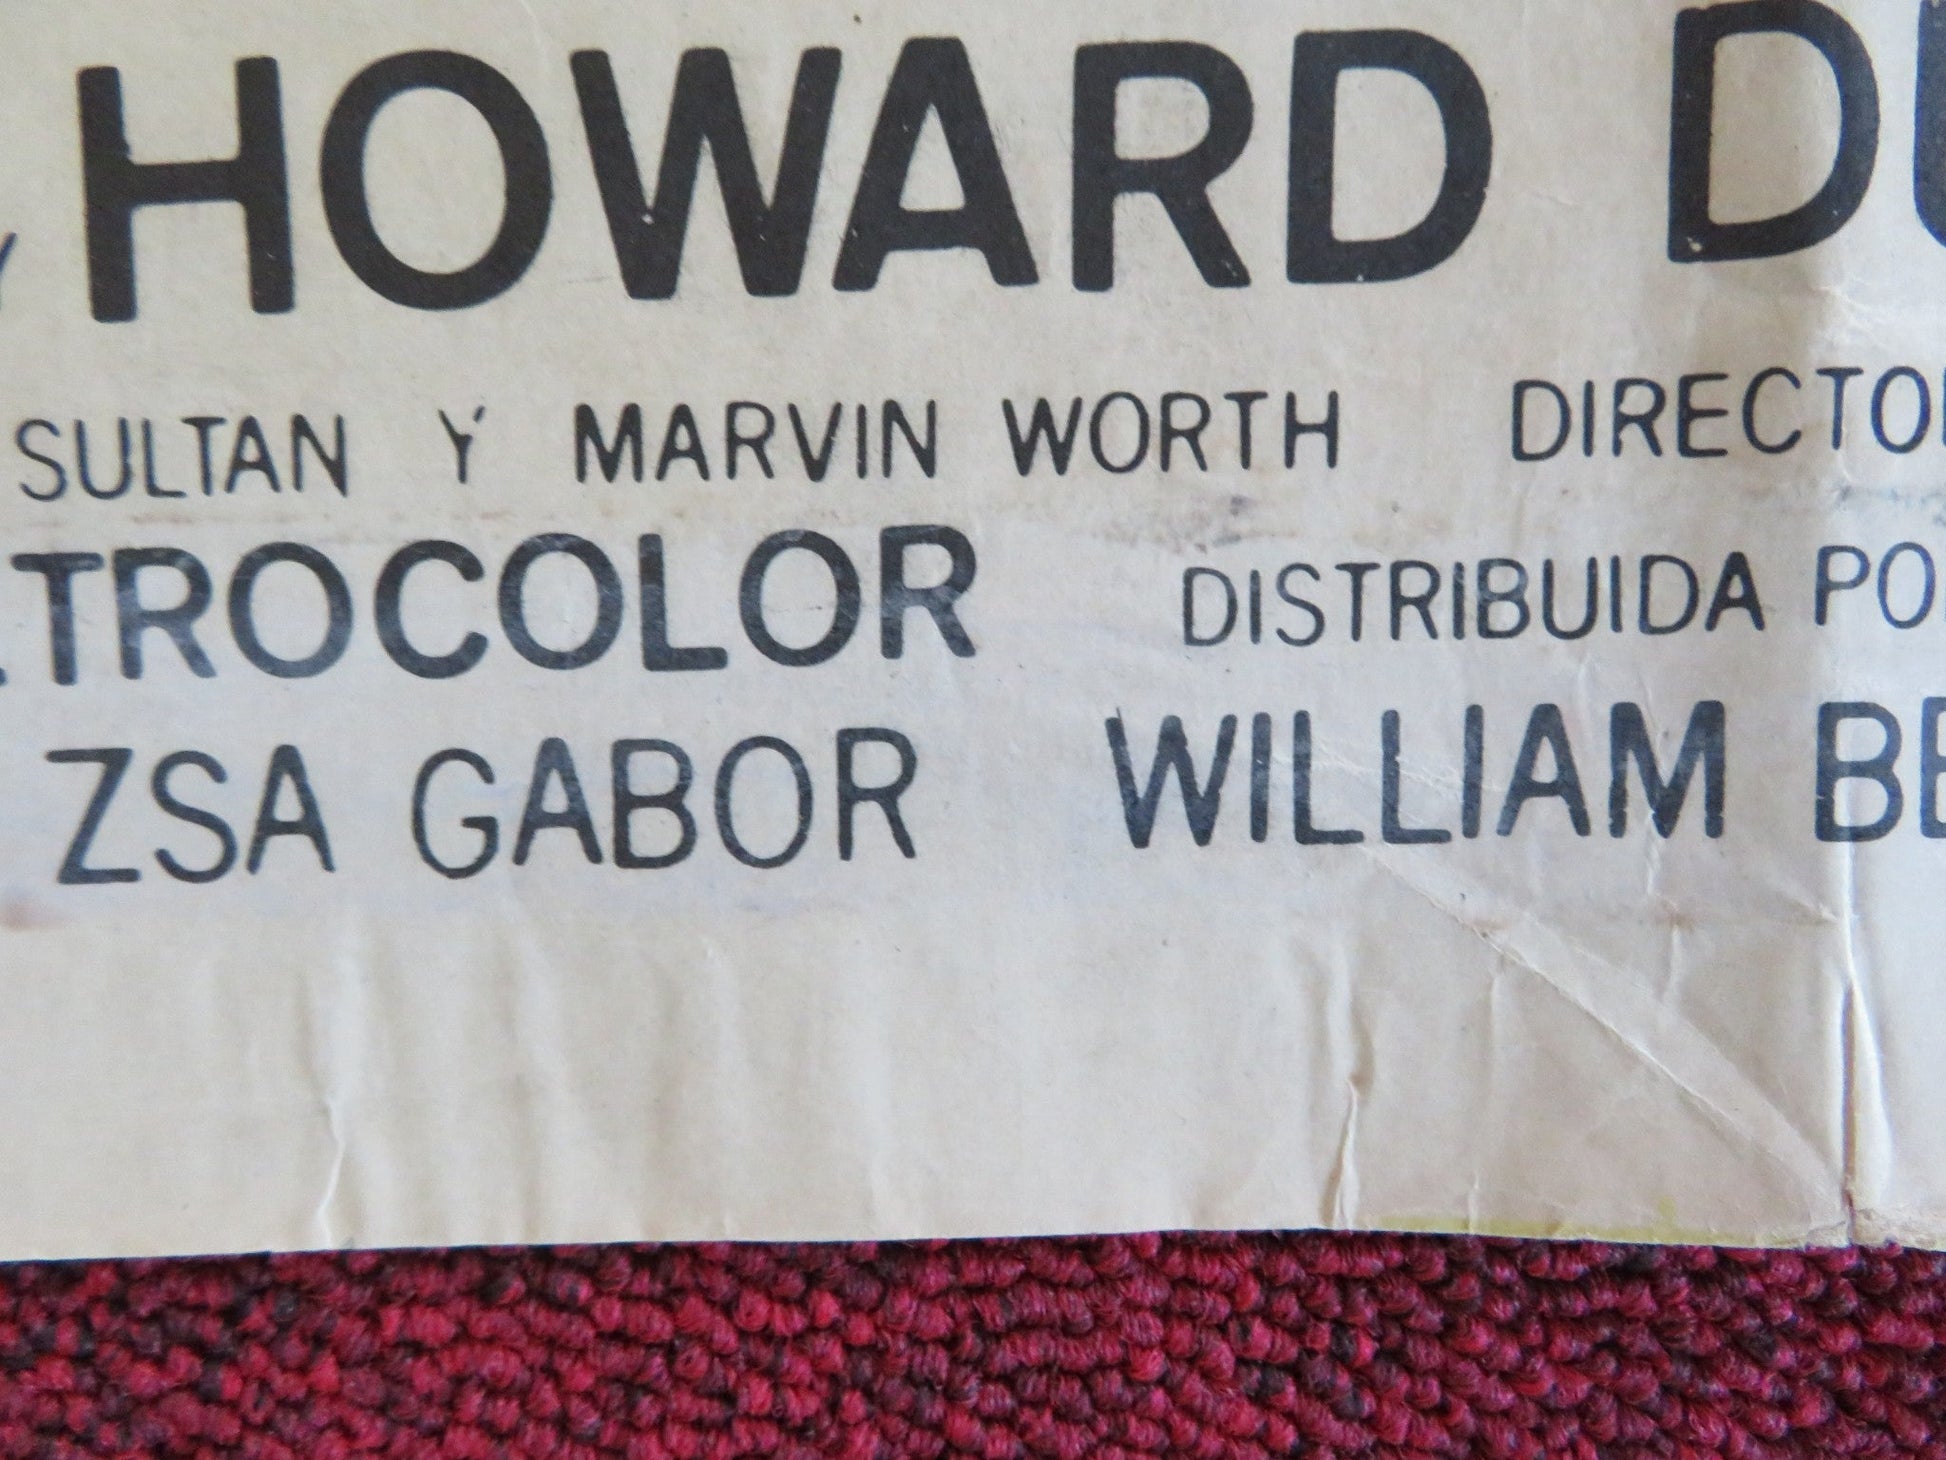 Y HOWARD DU
SULTAN Y MARVIN WORTH DIRECTO
TROCOLOR DISTRIBUIDA PO
ZSA GABOR WILLIAM BE